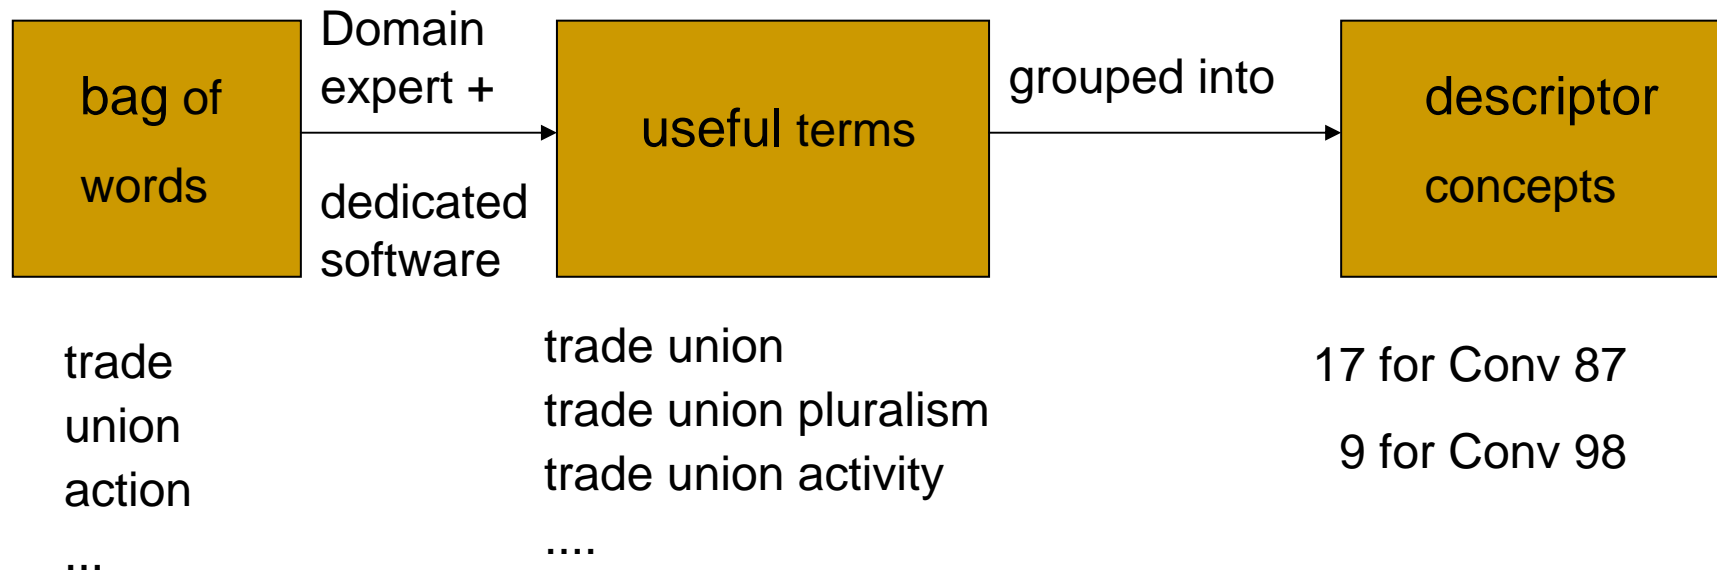 bag of
words
Domain
expert +
dedicated
software
useful terms
grouped into
descriptor
concepts
trade
union
action
...
trade union
trade union pluralism
trade union activity
....
17 for Conv 87
9 for Conv 98